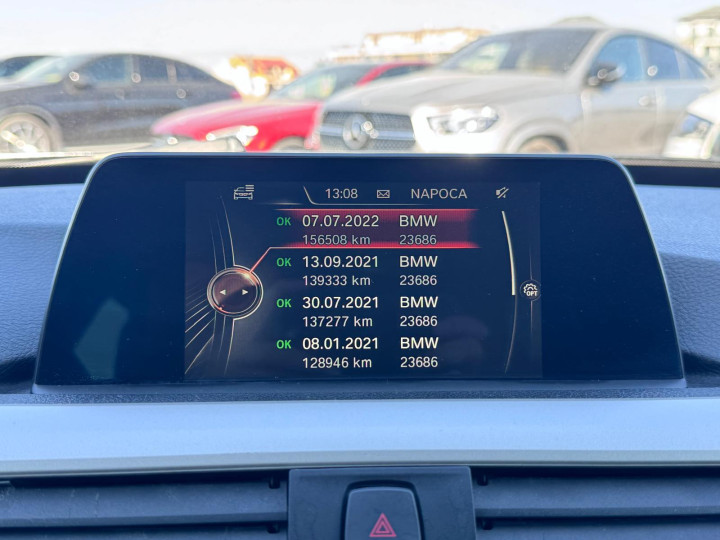 13:08 NAPOCA
OK 07.07.2022 BMW
156508 km 23686
OK 13.09.2021 BMW
139333 km 23686
OK 30.07.2021 BMW
137277 km 23686
OK 08.01.2021 BMW
128946 km 23686
OPT